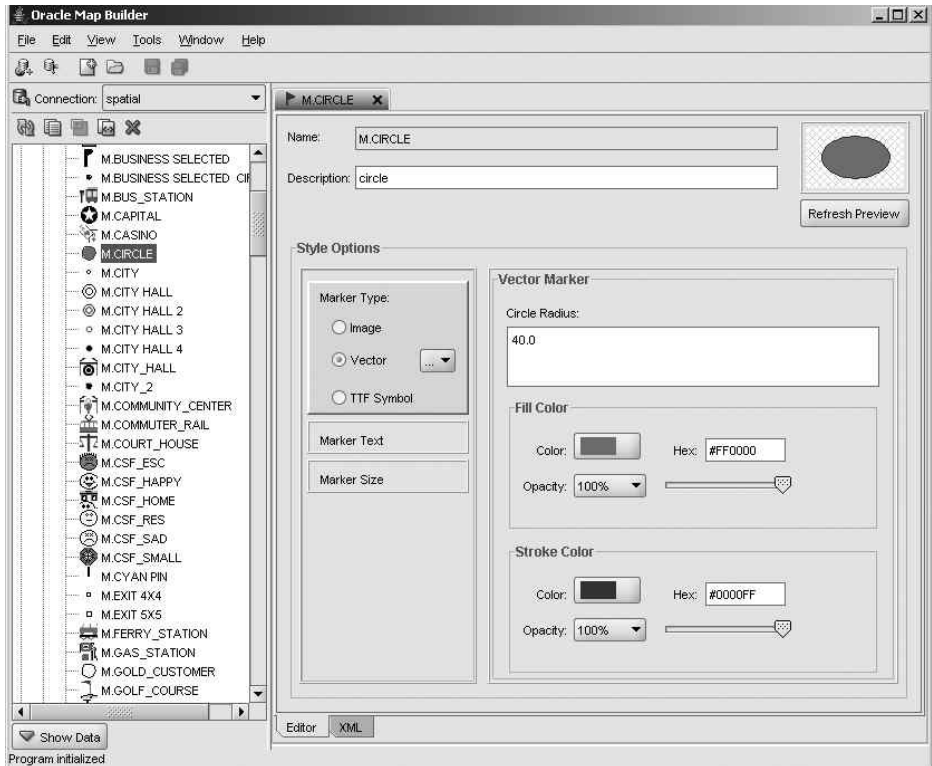 Oracle Map Builder
File Edit View Tools Window Help
Connection: spatial
M.BUSINESS SELECTED
M.BUSINESS SELECTED CIF
M.BUS_STATION
M.CAPITAL
M.CASINO
M.CIRCLE
M.CITY
M.CITY HALL
M.CITY HALL 2
M.CITY HALL 3
M.CITY HALL 4
M.CITY_HALL
M.CITY_2
M.COMMUNITY_CENTER
M.COMMUTER_RAIL
M.COURT_HOUSE
M.CSF_ESC
M.CSF_HAPPY
M.CSF_HOME
M.CSF_RES
M.CSF_SAD
M.CSF_SMALL
M.CYAN PIN
M.EXIT 4X4
M.EXIT 5X5
M.FERRY_STATION
M.GAS_STATION
M.GOLD_CUSTOMER
M.GOLF_COURSE
Show Data
Program initialized
M.CIRCLE
Name: M.CIRCLE
Description: circle
Refresh Preview
Style Options
Marker Type:
Image
Vector ...
TTF Symbol
Marker Text
Marker Size
Vector Marker
Circle Radius:
40.0
Fill Color
Color: Hex: #FF0000
Opacity: 100%
Stroke Color
Color: Hex: #0000FF
Opacity: 100%
Editor XML